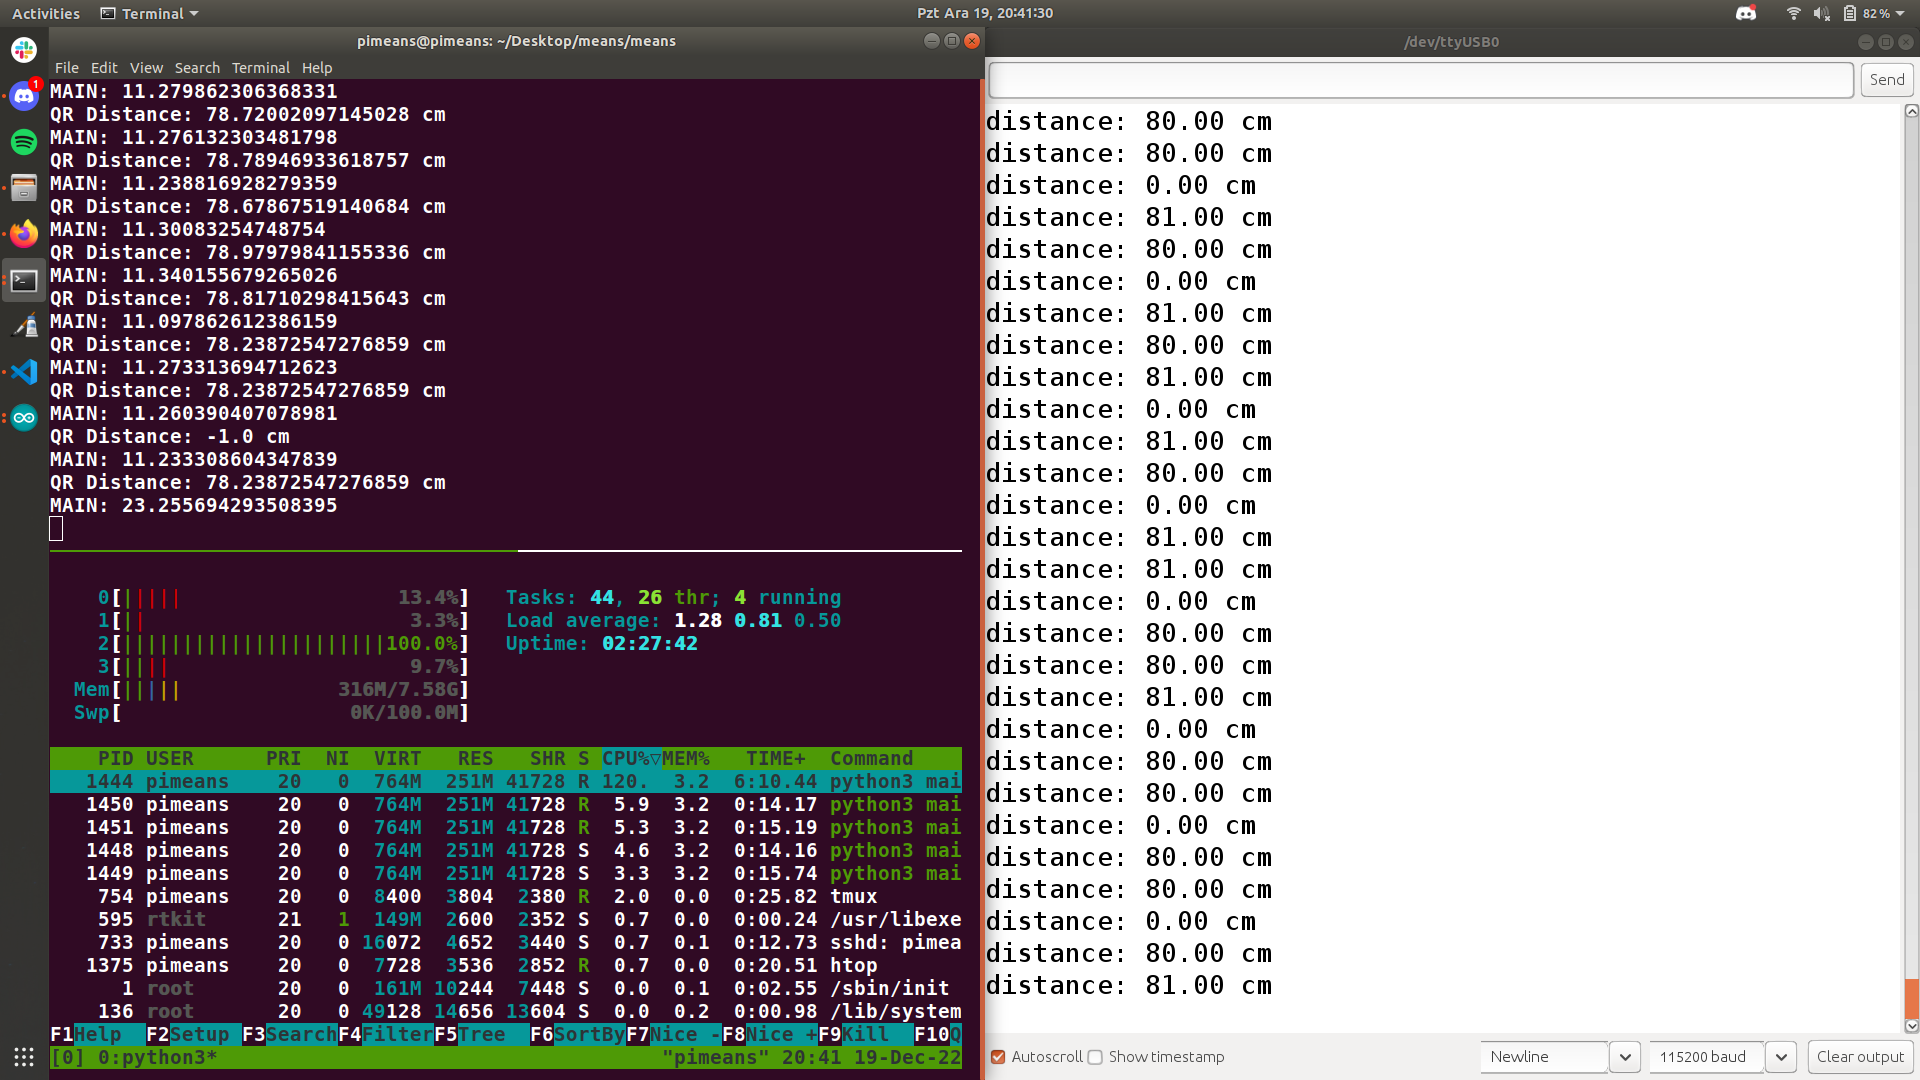 Activities Terminal Pzt Ara 19, 20:41:30 82 %
pimeans@pimeans: ~/Desktop/means/means
File Edit View Search Terminal Help
MAIN: 11.279862306368331
QR Distance: 78.72002097145028 cm
MAIN: 11.276132303481798
QR Distance: 78.78946933618757 cm
MAIN: 11.238816928279359
QR Distance: 78.67867519140684 cm
MAIN: 11.30083254748754
QR Distance: 78.97979841155336 cm
MAIN: 11.340155679265026
QR Distance: 78.81710298415643 cm
MAIN: 11.097862612386159
QR Distance: 78.23872547276859 cm
MAIN: 11.273313694712623
QR Distance: 78.23872547276859 cm
MAIN: 11.260390407078981
QR Distance: -1.0 cm
MAIN: 11.233308604347839
QR Distance: 78.23872547276859 cm
MAIN: 23.255694293508395
0[||||| 13.4%] Tasks: 44, 26 thr; 4 running
1[|| 3.3%] Load average: 1.28 0.81 0.50
2[||||||||||||||||||||||100.0%] Uptime: 02:27:42
3[|||| 9.7%]
Mem[||||| 316M/7.58G]
Swp[ 0K/100.0M]
PID USER PRI NI VIRT RES SHR S CPU%▽MEM% TIME+ Command
1444 pimeans 20 0 764M 251M 41728 R 120. 3.2 6:10.44 python3 mai
1450 pimeans 20 0 764M 251M 41728 R 5.9 3.2 0:14.17 python3 mai
1451 pimeans 20 0 764M 251M 41728 R 5.3 3.2 0:15.19 python3 mai
1448 pimeans 20 0 764M 251M 41728 S 4.6 3.2 0:14.16 python3 mai
1449 pimeans 20 0 764M 251M 41728 S 3.3 3.2 0:15.74 python3 mai
754 pimeans 20 0 8400 3804 2380 R 2.0 0.0 0:25.82 tmux
595 rtkit 21 1 149M 2600 2352 S 0.7 0.0 0:00.24 /usr/libexe
733 pimeans 20 0 16072 4652 3440 S 0.7 0.1 0:12.73 sshd: pimea
1375 pimeans 20 0 7728 3536 2852 R 0.7 0.0 0:20.51 htop
1 root 20 0 161M 10244 7448 S 0.0 0.1 0:02.55 /sbin/init
136 root 20 0 49128 14656 13604 S 0.0 0.2 0:00.98 /lib/system
F1Help F2Setup F3SearchF4FilterF5Tree F6SortByF7Nice -F8Nice +F9Kill F10Q
[0] 0:python3* "pimeans" 20:41 19-Dec-22
1
/dev/ttyUSB0
Send
distance: 80.00 cm
distance: 80.00 cm
distance: 0.00 cm
distance: 81.00 cm
distance: 80.00 cm
distance: 0.00 cm
distance: 81.00 cm
distance: 80.00 cm
distance: 81.00 cm
distance: 0.00 cm
distance: 81.00 cm
distance: 80.00 cm
distance: 0.00 cm
distance: 81.00 cm
distance: 81.00 cm
distance: 0.00 cm
distance: 80.00 cm
distance: 80.00 cm
distance: 81.00 cm
distance: 0.00 cm
distance: 80.00 cm
distance: 80.00 cm
distance: 0.00 cm
distance: 80.00 cm
distance: 80.00 cm
distance: 0.00 cm
distance: 80.00 cm
distance: 81.00 cm
Autoscroll Show timestamp Newline 115200 baud Clear output